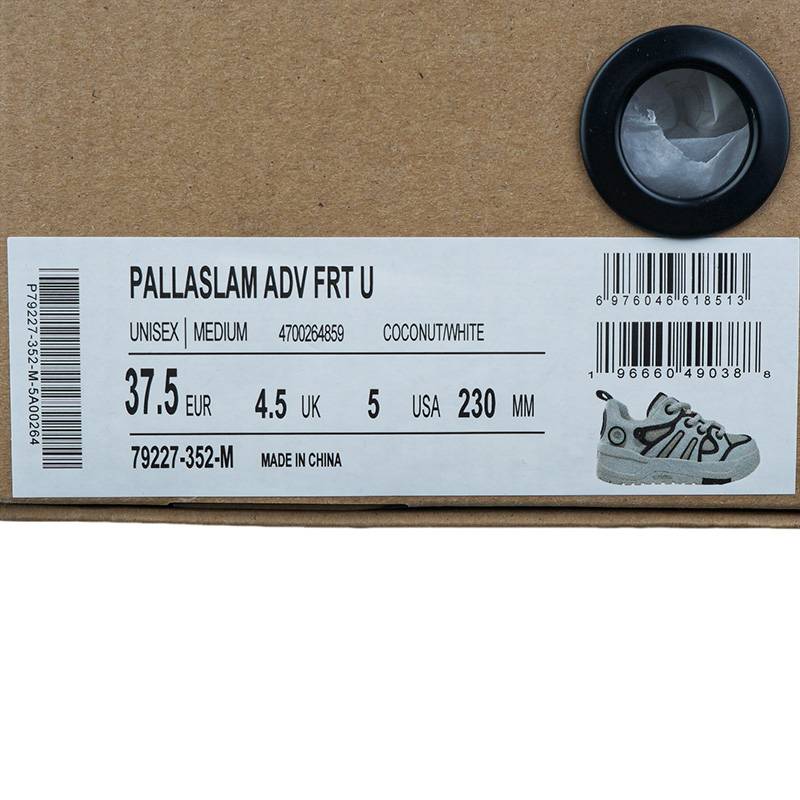 PALLASLAM ADV FRT U
UNISEX | MEDIUM 4700264859 COCONUT/WHITE
37.5 EUR 4.5 UK 5 USA 230 MM
79227-352-M MADE IN CHINA
P79227-352-M-5A00264
6 976046 618513
1 96660 49038 8